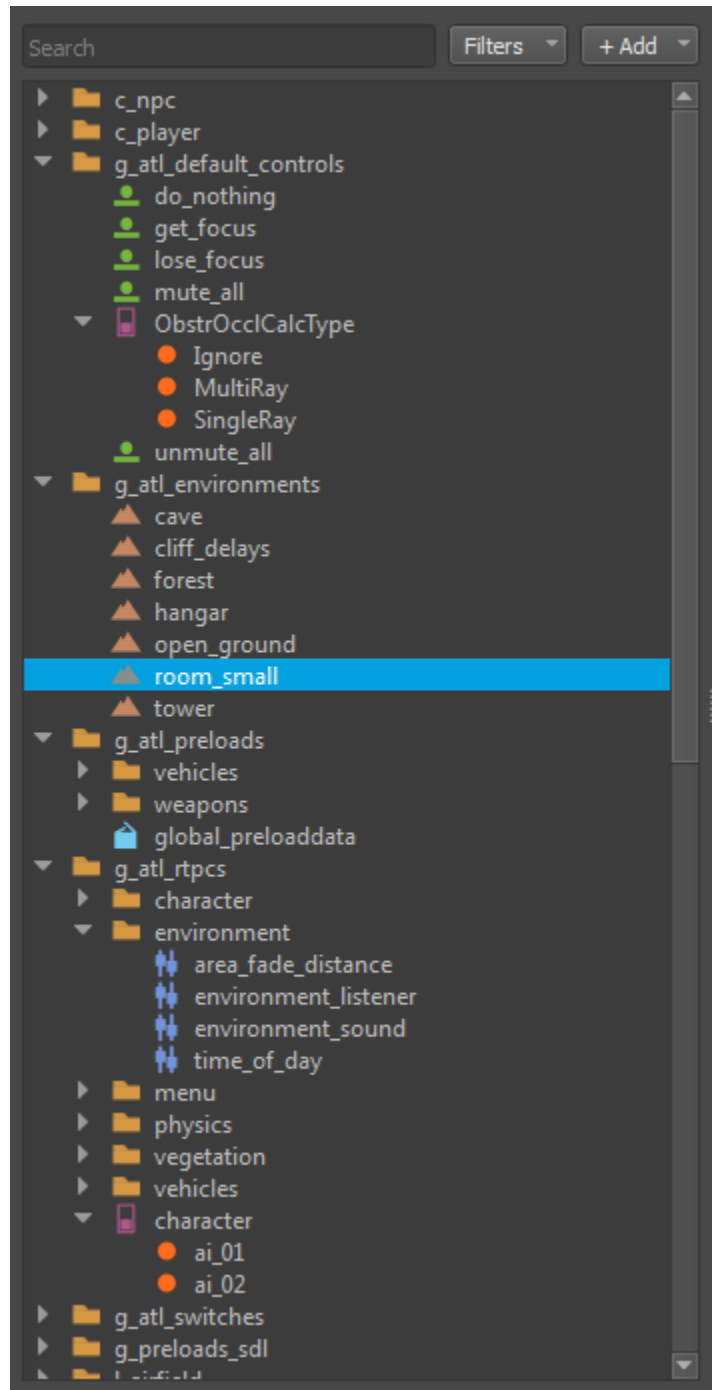 Search Filters + Add
c_npc
c_player
g_atl_default_controls
do_nothing
get_focus
lose_focus
mute_all
ObstrOcclCalcType
Ignore
MultiRay
SingleRay
unmute_all
g_atl_environments
cave
cliff_delays
forest
hangar
open_ground
room_small
tower
g_atl_preloads
vehicles
weapons
global_preloaddata
g_atl_rtpcs
character
environment
area_fade_distance
environment_listener
environment_sound
time_of_day
menu
physics
vegetation
vehicles
character
ai_01
ai_02
g_atl_switches
g_preloads_sdl